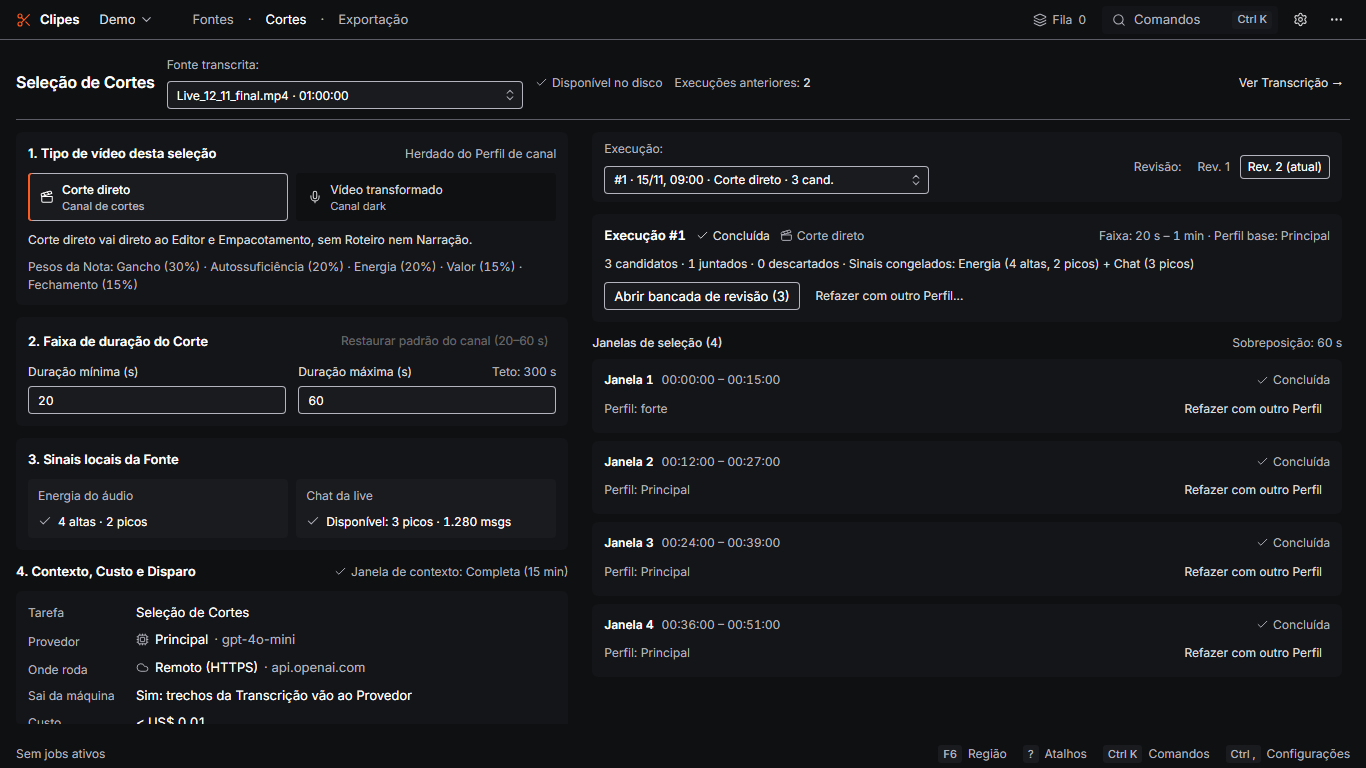 Clipes Demo Fontes · Cortes · Exportação Fila 0 Comandos Ctrl K
Seleção de Cortes
Fonte transcrita:
Live_12_11_final.mp4 · 01:00:00
Disponível no disco Execuções anteriores: 2
Ver Transcrição →
1. Tipo de vídeo desta seleção
Herdado do Perfil de canal
Corte direto
Canal de cortes
Vídeo transformado
Canal dark
Corte direto vai direto ao Editor e Empacotamento, sem Roteiro nem Narração.
Pesos da Nota: Gancho (30%) · Autossuficiência (20%) · Energia (20%) · Valor (15%) ·
Fechamento (15%)
2. Faixa de duração do Corte
Restaurar padrão do canal (20–60 s)
Duração mínima (s)
Duração máxima (s)
Teto: 300 s
20
60
3. Sinais locais da Fonte
Energia do áudio
4 altas · 2 picos
Chat da live
Disponível: 3 picos · 1.280 msgs
4. Contexto, Custo e Disparo
Janela de contexto: Completa (15 min)
Tarefa Seleção de Cortes
Provedor Principal · gpt-4o-mini
Onde roda Remoto (HTTPS) · api.openai.com
Sai da máquina Sim: trechos da Transcrição vão ao Provedor
Custo < US$ 0,01
Execução:
#1 · 15/11, 09:00 · Corte direto · 3 cand.
Revisão: Rev. 1 Rev. 2 (atual)
Execução #1 Concluída Corte direto
Faixa: 20 s – 1 min · Perfil base: Principal
3 candidatos · 1 juntados · 0 descartados · Sinais congelados: Energia (4 altas, 2 picos) + Chat (3 picos)
Abrir bancada de revisão (3) Refazer com outro Perfil...
Janelas de seleção (4)
Sobreposição: 60 s
Janela 1 00:00:00 – 00:15:00 Concluída
Perfil: forte Refazer com outro Perfil
Janela 2 00:12:00 – 00:27:00 Concluída
Perfil: Principal Refazer com outro Perfil
Janela 3 00:24:00 – 00:39:00 Concluída
Perfil: Principal Refazer com outro Perfil
Janela 4 00:36:00 – 00:51:00 Concluída
Perfil: Principal Refazer com outro Perfil
Sem jobs ativos
F6 Região ? Atalhos Ctrl K Comandos Ctrl , Configurações